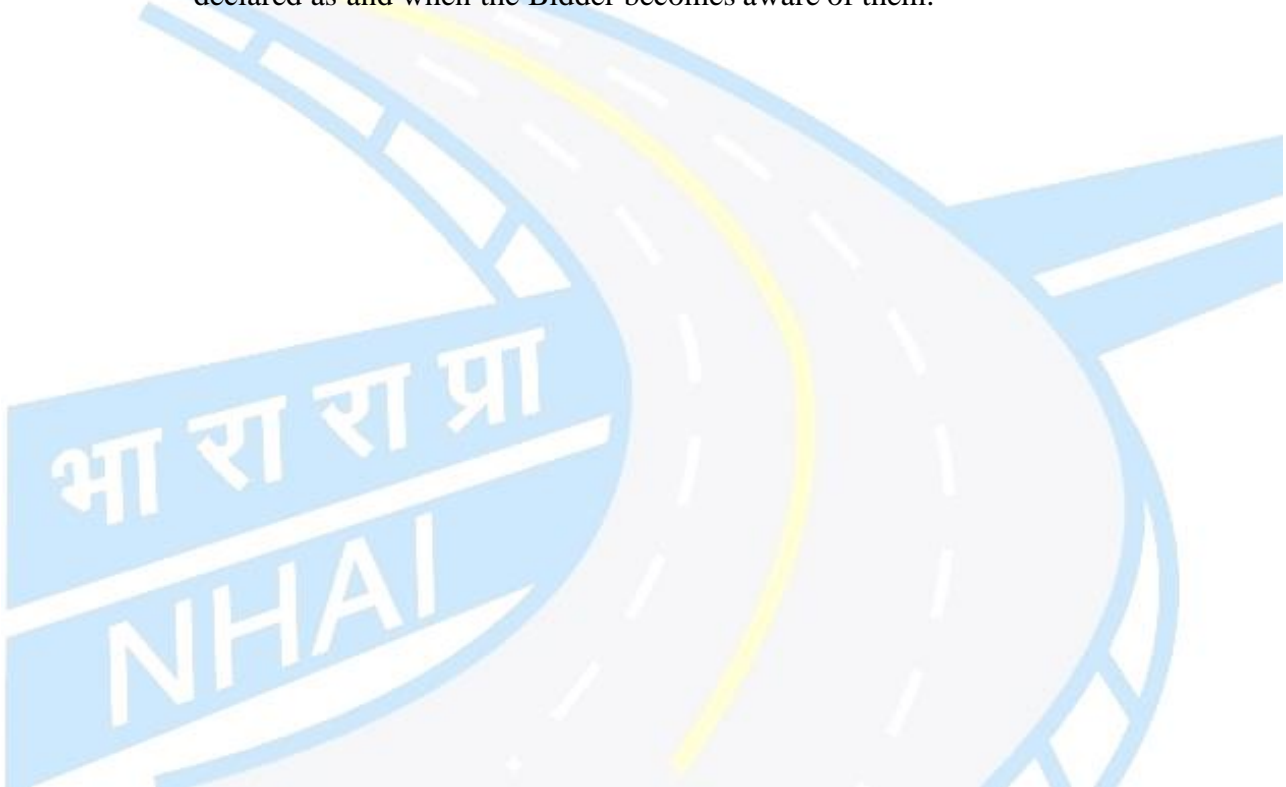 declared as and when the Bidder becomes aware of them.
भा रा रा प्रा
NHAI